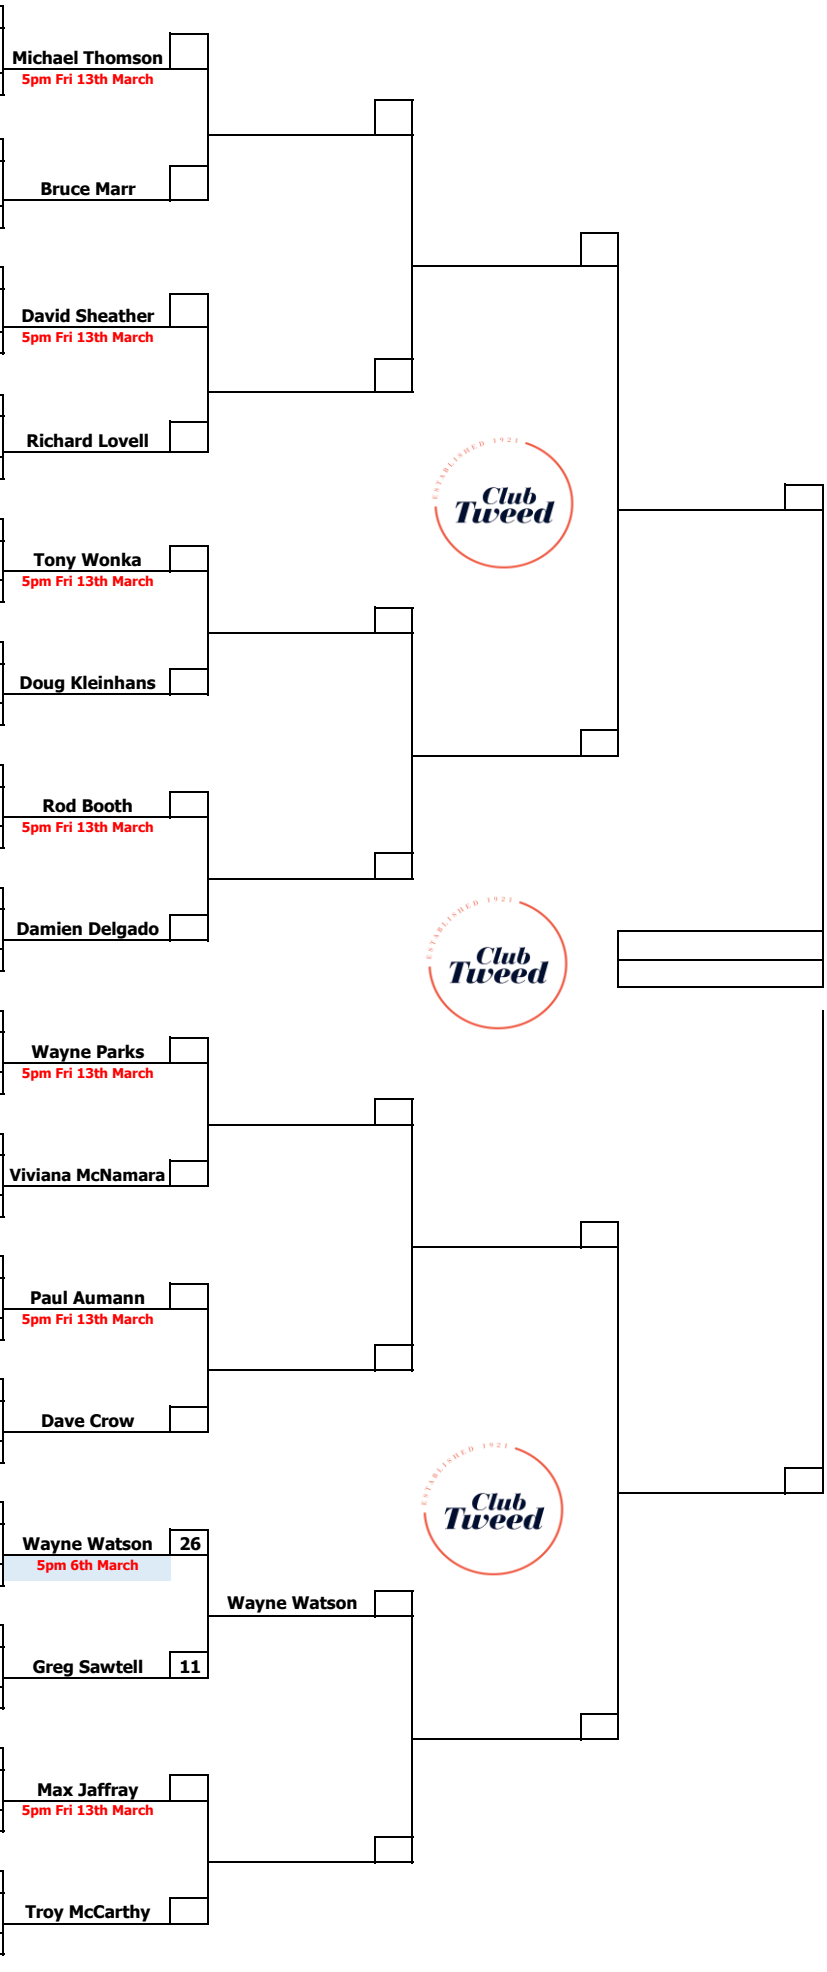 Michael Thomson
5pm Fri 13th March
Bruce Marr
David Sheather
5pm Fri 13th March
Richard Lovell
ESTABLISHED 1921
Club
Tweed
Tony Wonka
5pm Fri 13th March
Doug Kleinhans
Rod Booth
5pm Fri 13th March
Damien Delgado
ESTABLISHED 1921
Club
Tweed
Wayne Parks
5pm Fri 13th March
Viviana McNamara
Paul Aumann
5pm Fri 13th March
Dave Crow
ESTABLISHED 1921
Club
Tweed
Wayne Watson 26
5pm 6th March
Wayne Watson
Greg Sawtell 11
Max Jaffray
5pm Fri 13th March
Troy McCarthy